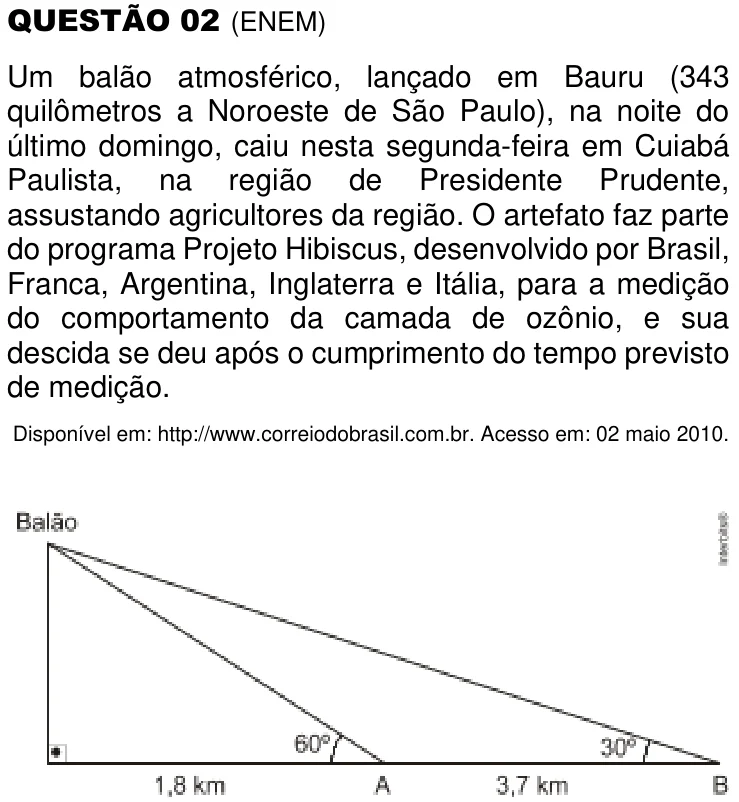 QUESTÃO 02 (ENEM)
Um balão atmosférico, lançado em Bauru (343
quilômetros a Noroeste de São Paulo), na noite do
último domingo, caiu nesta segunda-feira em Cuiabá
Paulista, na região de Presidente Prudente,
assustando agricultores da região. O artefato faz parte
do programa Projeto Hibiscus, desenvolvido por Brasil,
Franca, Argentina, Inglaterra e Itália, para a medição
do comportamento da camada de ozônio, e sua
descida se deu após o cumprimento do tempo previsto
de medição.
Disponível em: http://www.correiodobrasil.com.br. Acesso em: 02 maio 2010.
Balão
Interbits®
60º
30º
1,8 km
A
3,7 km
B